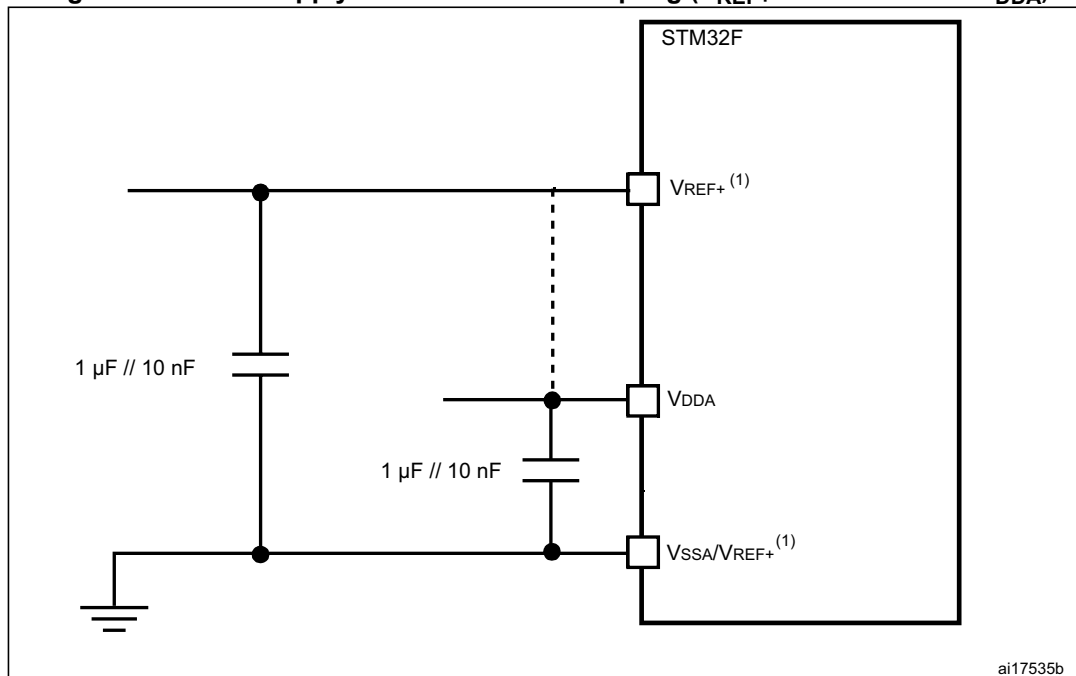 STM32F
VREF+ (1)
1 µF // 10 nF
VDDA
1 µF // 10 nF
VSSA/VREF+ (1)
ai17535b